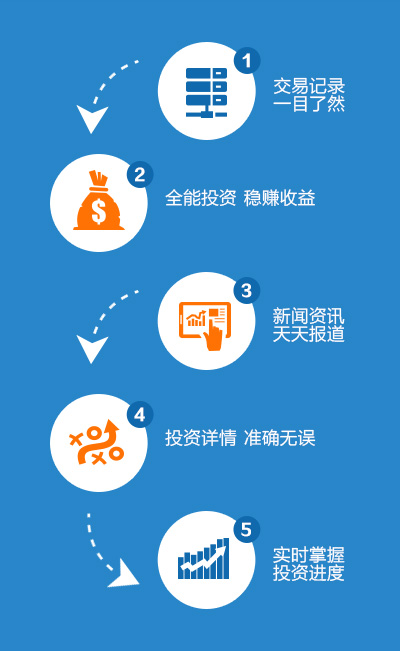 1
交易记录
一目了然
2
$
全能投资 稳赚收益
3
新闻资讯
天天报道
4
投资详情 准确无误
5
实时掌握
投资进度